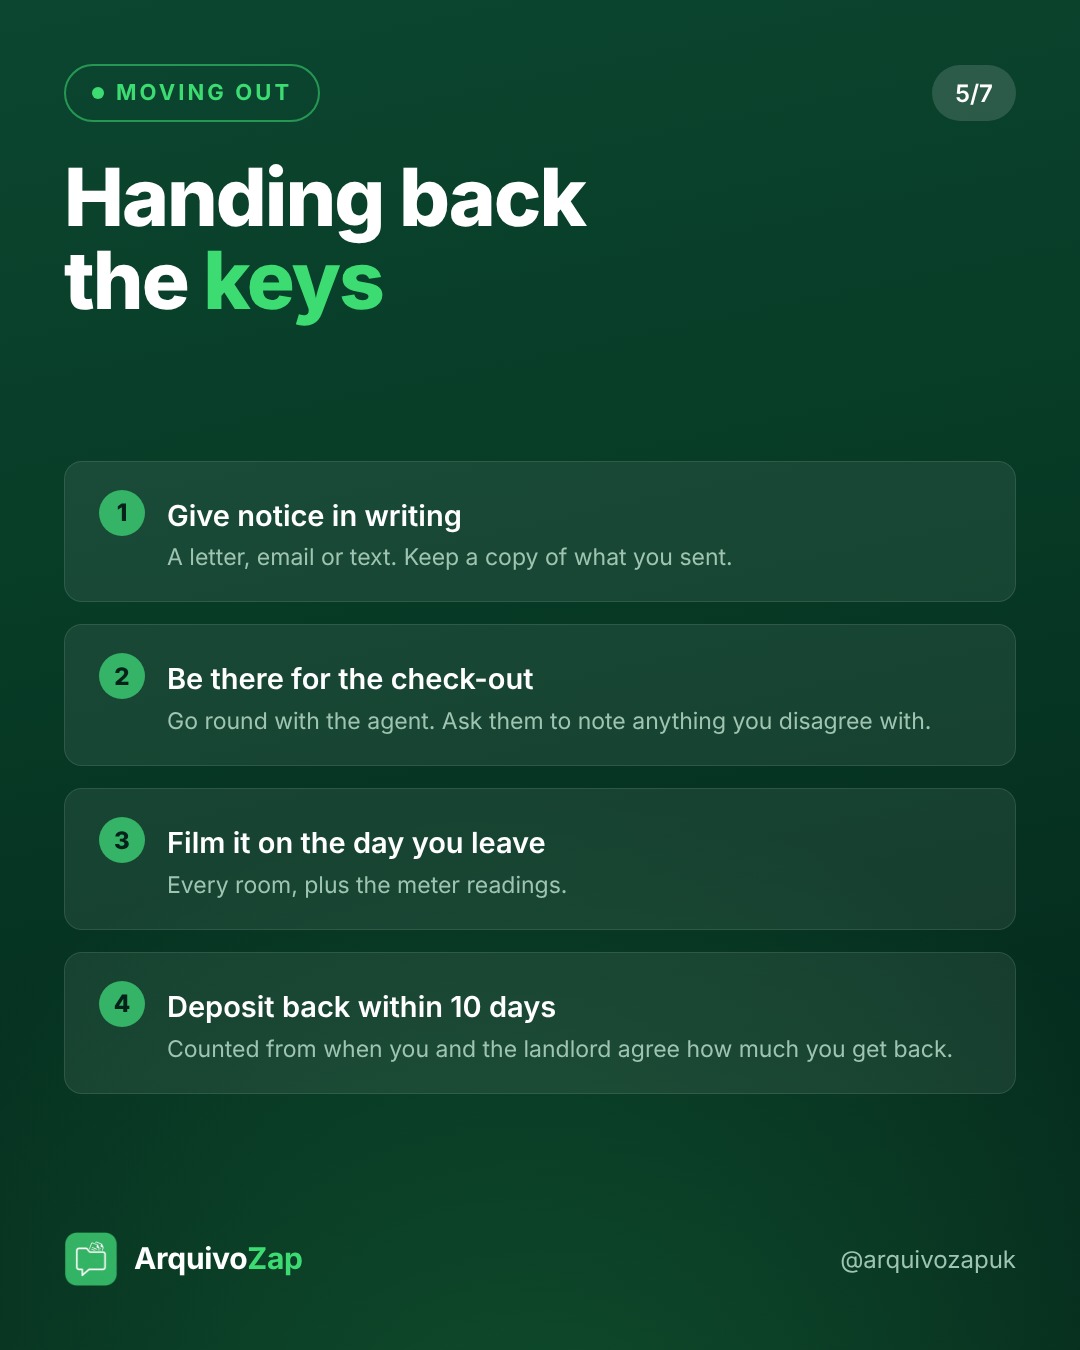 MOVING OUT
5/7
Handing back
the keys
1
Give notice in writing
A letter, email or text. Keep a copy of what you sent.
2
Be there for the check-out
Go round with the agent. Ask them to note anything you disagree with.
3
Film it on the day you leave
Every room, plus the meter readings.
4
Deposit back within 10 days
Counted from when you and the landlord agree how much you get back.
ArquivoZap
@arquivozapuk